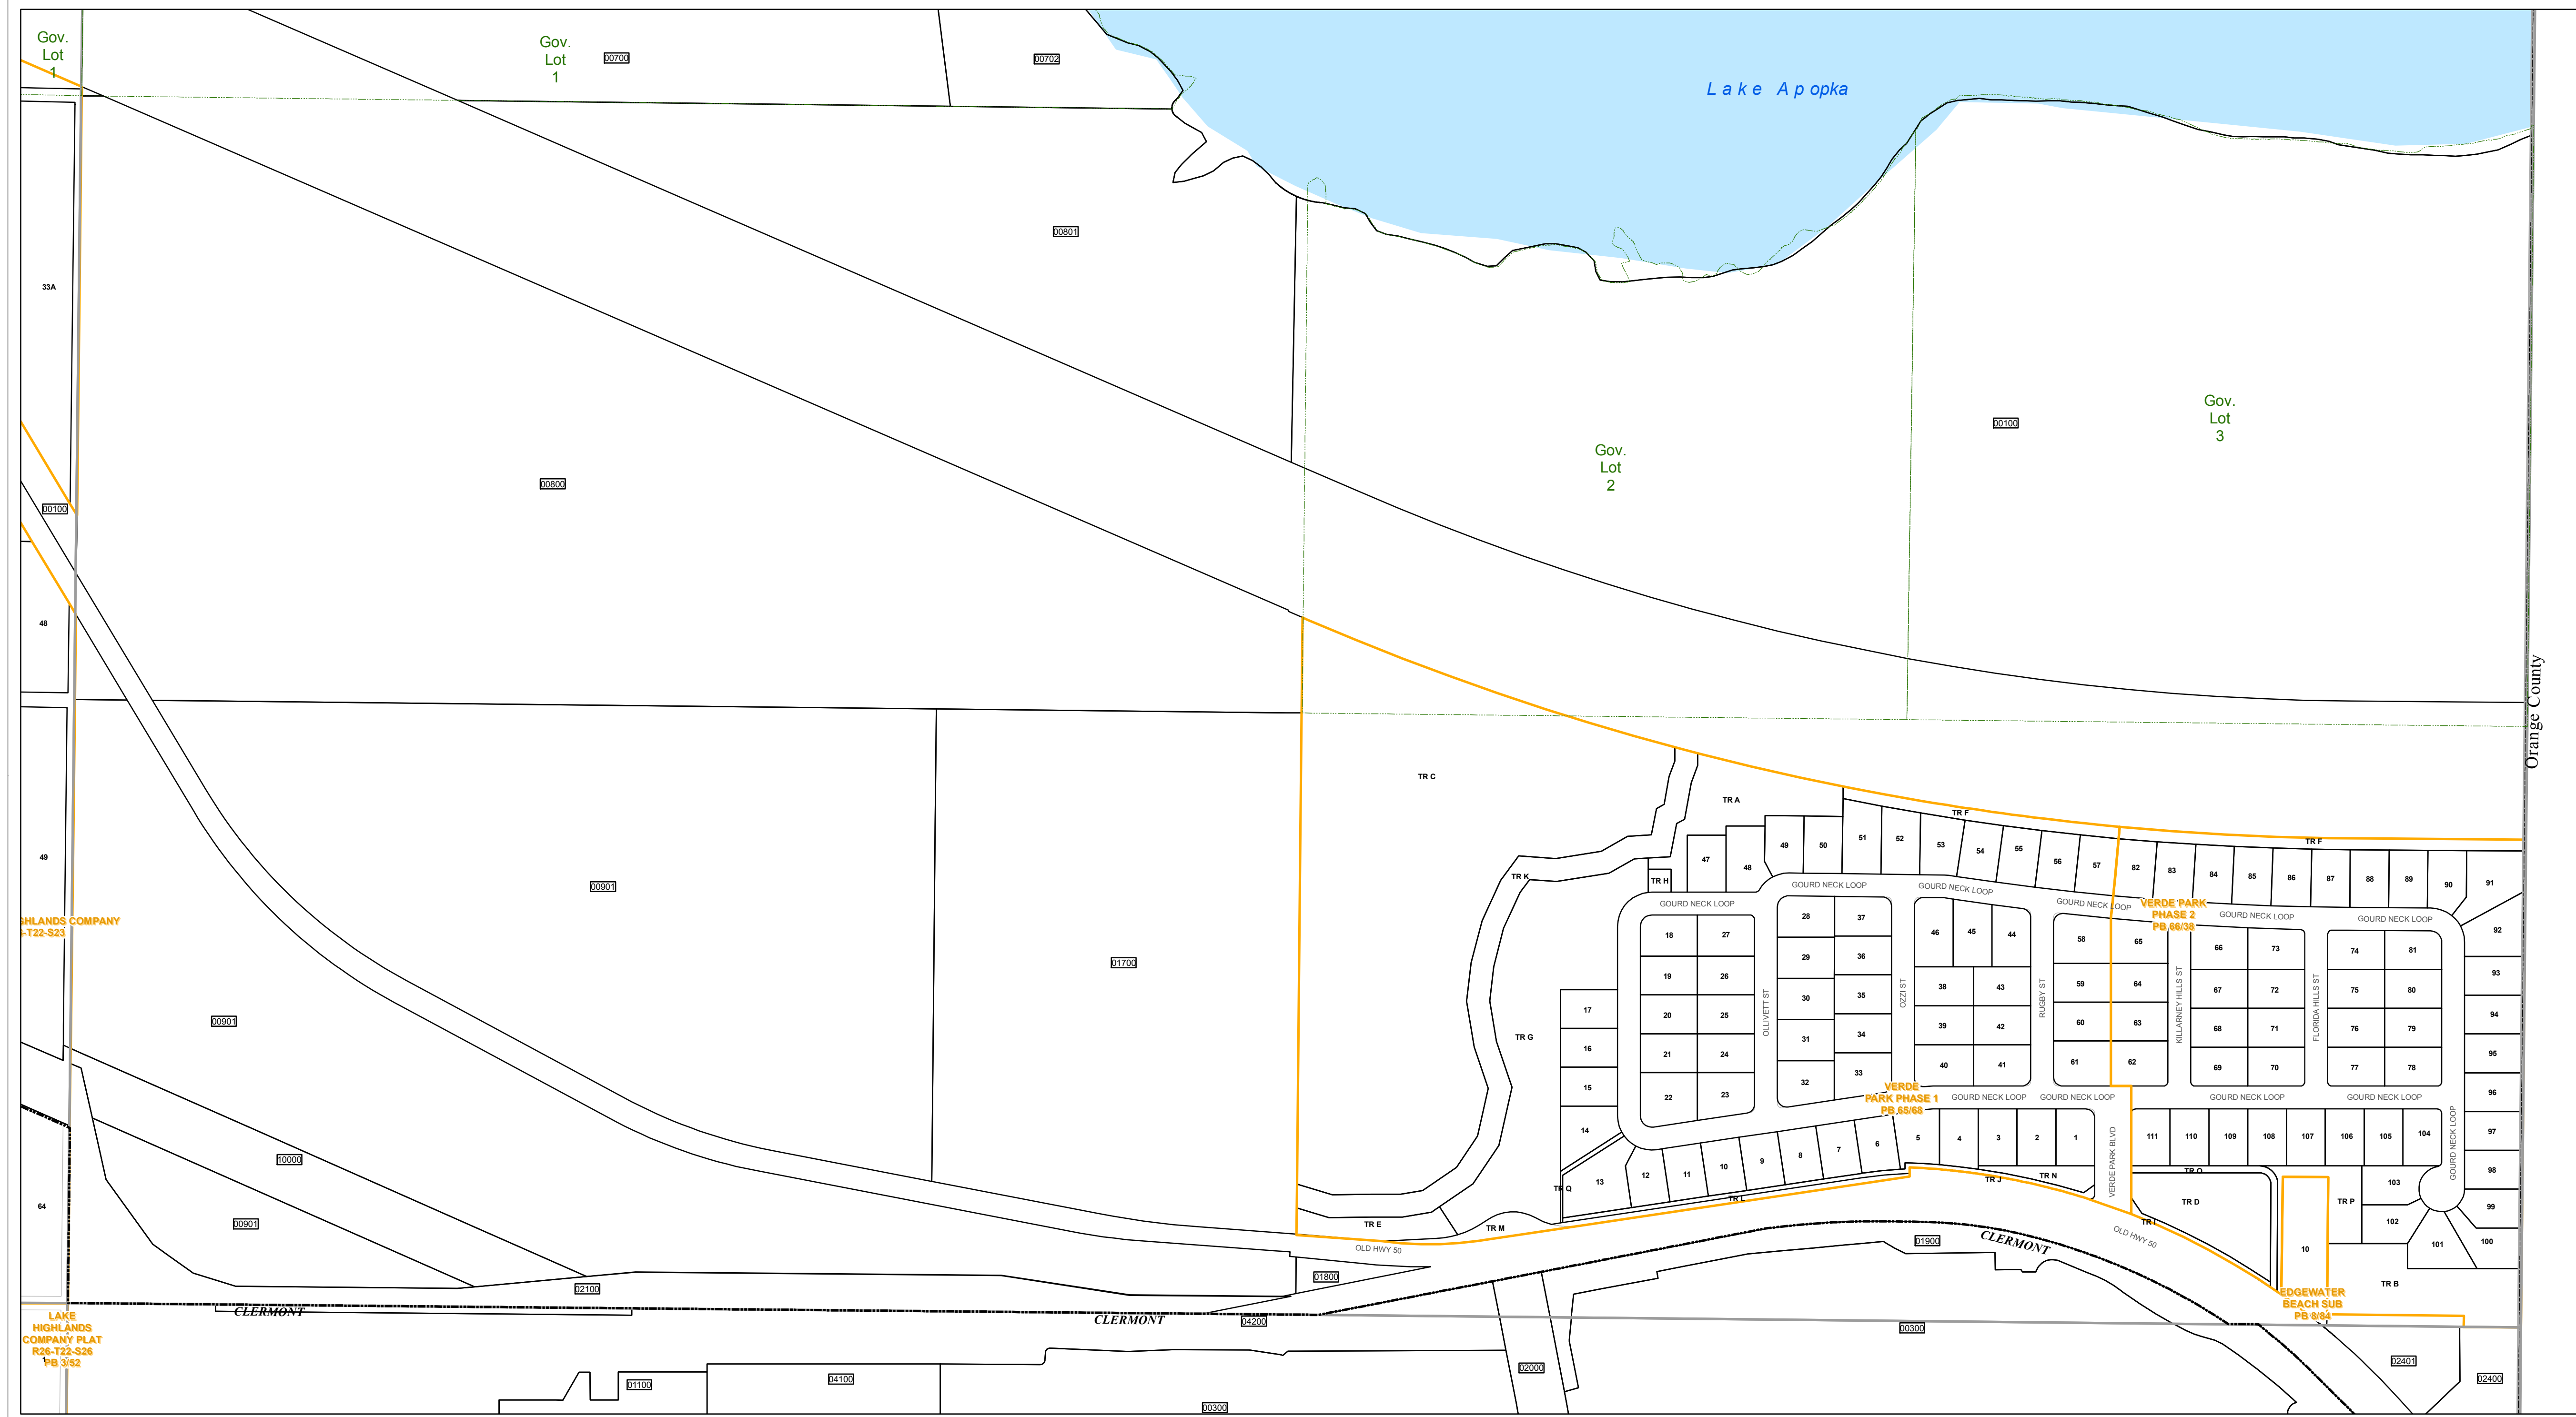 Gov.
Lot
1
Gov.
Lot
1
00700
00702
Lake Apopka
00801
33A
00800
00100
Gov.
Lot
3
00100
Gov.
Lot
2
48
Orange County
TR C
TR A
TR F
TR F
49
00901
01700
00901
GHLANDS COMPANY
-T22-S23
TR K
TR H
47
48
49
50
51
52
53
54
55
56
57
82
83
84
85
86
87
88
89
90
91
GOURD NECK LOOP
GOURD NECK LOOP
GOURD NECK LOOP
GOURD NECK LOOP
GOURD NECK LOOP
GOURD NECK LOOP
VERDE PARK
PHASE 2
PB 66/38
18
27
28
37
46
45
44
58
65
66
73
74
81
92
19
26
29
36
38
43
59
64
67
72
75
80
93
20
25
30
35
39
42
60
63
68
71
76
79
94
21
24
31
34
40
41
61
62
69
70
77
78
95
22
23
32
33
96
17
16
15
14
TR G
OLLIVETT ST
OZZI ST
RUGBY ST
KILLARNEY HILLS ST
FLORIDA HILLS ST
VERDE
PARK PHASE 1
PB 65/68
GOURD NECK LOOP
GOURD NECK LOOP
GOURD NECK LOOP
GOURD NECK LOOP
GOURD NECK LOOP
VERDE PARK BLVD
13
12
11
10
9
8
7
6
5
4
3
2
1
111
110
109
108
107
106
105
104
97
98
99
100
101
102
103
TR Q
TR L
TR J
TR N
TR O
TR D
TR I
TR P
TR B
10
TR E
TR M
OLD HWY 50
OLD HWY 50
10000
00901
64
02100
01800
01900
CLERMONT
CLERMONT
CLERMONT
EDGEWATER
BEACH SUB
PB 8/84
LAKE
HIGHLANDS
COMPANY PLAT
R26-T22-S26
PB 3/52
1
04200
00300
02000
02401
02400
01100
04100
00300